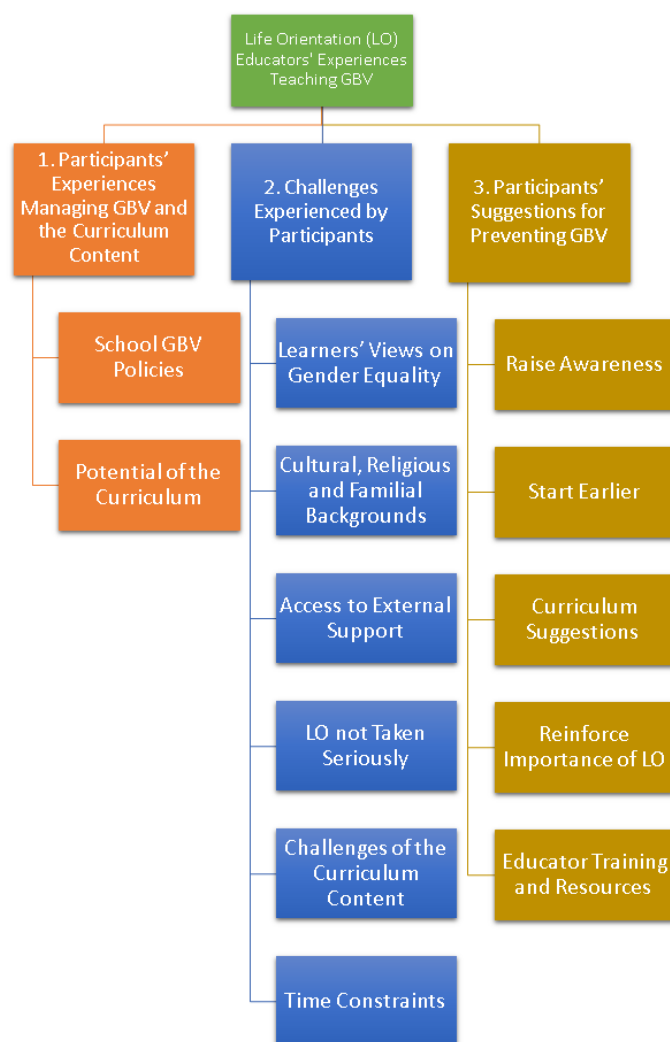 Life Orientation (LO)
Educators' Experiences
Teaching GBV
1. Participants’
Experiences
Managing GBV and
the Curriculum
Content
School GBV
Policies
Potential of the
Curriculum
2. Challenges
Experienced by
Participants
Learners’ Views on
Gender Equality
Cultural, Religious
and Familial
Backgrounds
Access to External
Support
LO not Taken
Seriously
Challenges of the
Curriculum
Content
Time Constraints
3. Participants’
Suggestions for
Preventing GBV
Raise Awareness
Start Earlier
Curriculum
Suggestions
Reinforce
Importance of LO
Educator Training
and Resources